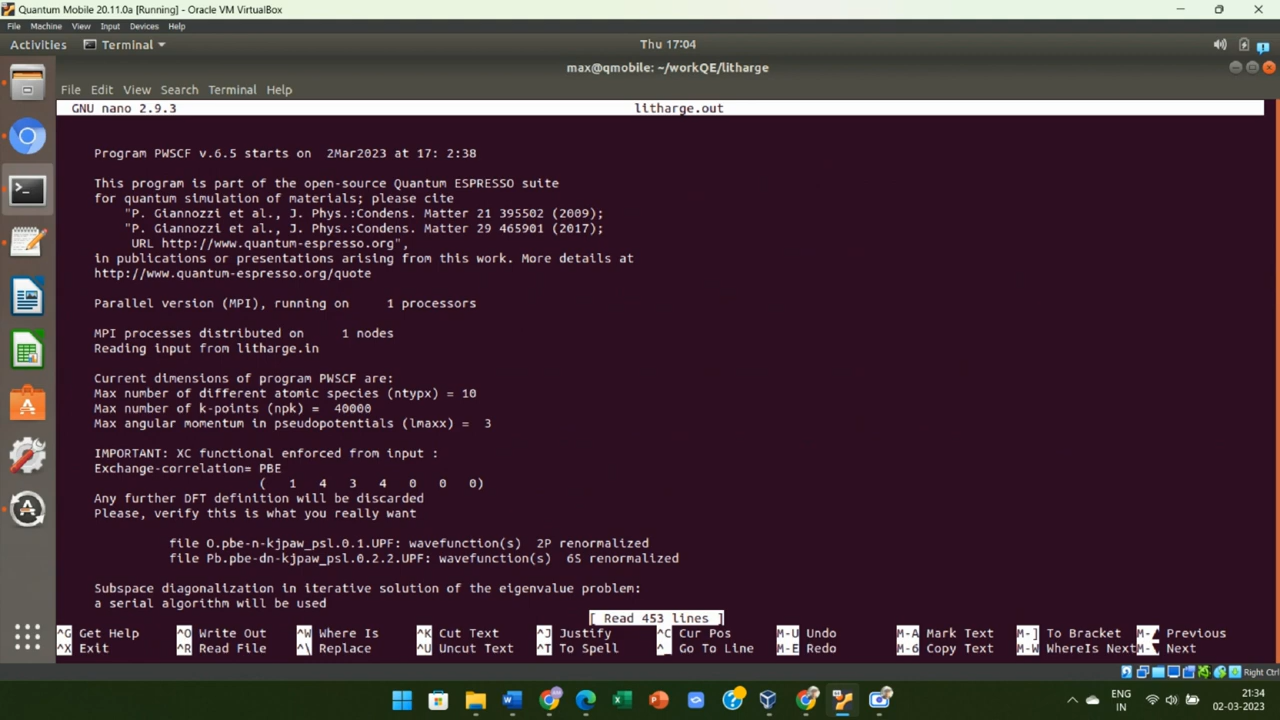 Quantum Mobile 20.11.0a [Running] - Oracle VM VirtualBox
File Machine View Input Devices Help
Activities Terminal Thu 17:04
max@qmobile: ~/workQE/litharge
File Edit View Search Terminal Help
GNU nano 2.9.3 litharge.out
Program PWSCF v.6.5 starts on 2Mar2023 at 17: 2:38
This program is part of the open-source Quantum ESPRESSO suite
for quantum simulation of materials; please cite
"P. Giannozzi et al., J. Phys.:Condens. Matter 21 395502 (2009);
"P. Giannozzi et al., J. Phys.:Condens. Matter 29 465901 (2017);
URL http://www.quantum-espresso.org",
in publications or presentations arising from this work. More details at
http://www.quantum-espresso.org/quote
Parallel version (MPI), running on 1 processors
MPI processes distributed on 1 nodes
Reading input from litharge.in
Current dimensions of program PWSCF are:
Max number of different atomic species (ntypx) = 10
Max number of k-points (npk) = 40000
Max angular momentum in pseudopotentials (lmaxx) = 3
IMPORTANT: XC functional enforced from input :
Exchange-correlation= PBE
( 1 4 3 4 0 0 0)
Any further DFT definition will be discarded
Please, verify this is what you really want
file O.pbe-n-kjpaw_psl.0.1.UPF: wavefunction(s) 2P renormalized
file Pb.pbe-dn-kjpaw_psl.0.2.2.UPF: wavefunction(s) 6S renormalized
Subspace diagonalization in iterative solution of the eigenvalue problem:
a serial algorithm will be used
[ Read 453 lines ]
^G Get Help ^O Write Out ^W Where Is ^K Cut Text ^J Justify ^C Cur Pos M-U Undo M-A Mark Text M-] To Bracket M-▲ Previous
^X Exit ^R Read File ^\ Replace ^U Uncut Text ^T To Spell ^_ Go To Line M-E Redo M-6 Copy Text M-W WhereIs Next M-▼ Next
Right Ctrl
ENG 21:34
IN 02-03-2023